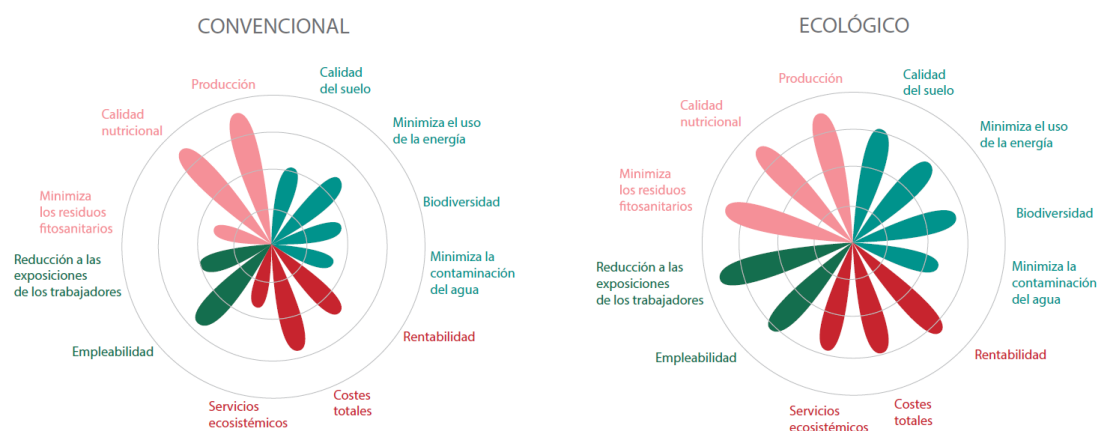 CONVENCIONAL
Producción
Calidad
del suelo
Calidad
nutricional
Minimiza el uso
de la energía
Minimiza
los residuos
fitosanitarios
Biodiversidad
Reducción a las
exposiciones
de los trabajadores
Minimiza la
contaminación
del agua
Empleabilidad
Rentabilidad
Servicios
ecosistémicos
Costes
totales
ECOLÓGICO
Producción
Calidad
del suelo
Calidad
nutricional
Minimiza el uso
de la energía
Minimiza
los residuos
fitosanitarios
Biodiversidad
Reducción a las
exposiciones
de los trabajadores
Minimiza la
contaminación
del agua
Empleabilidad
Rentabilidad
Servicios
ecosistémicos
Costes
totales